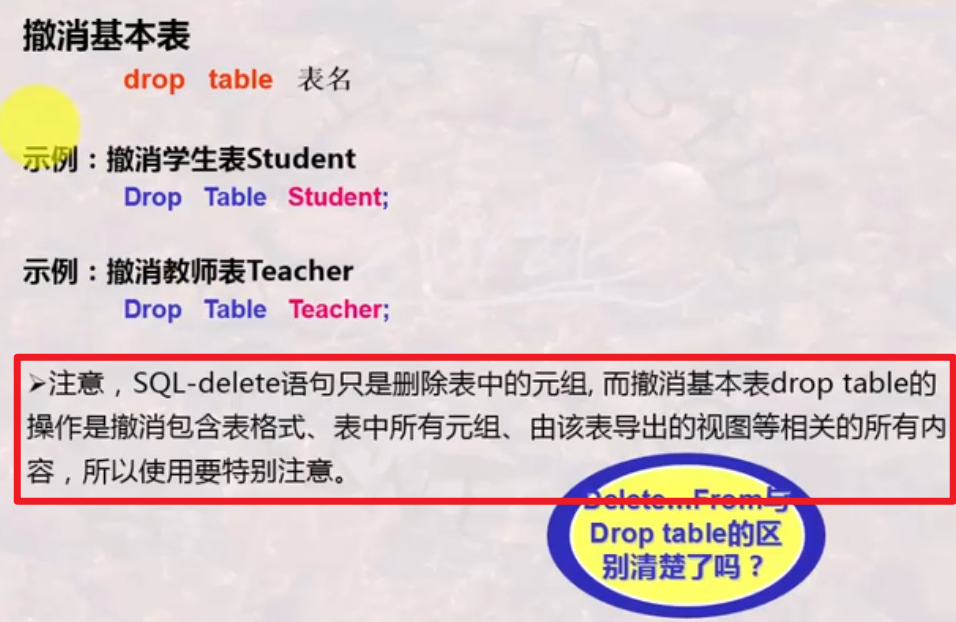 撤消基本表
drop table 表名
示例：撤消学生表Student
Drop Table Student;
示例：撤消教师表Teacher
Drop Table Teacher;
➢注意，SQL-delete语句只是删除表中的元组, 而撤消基本表drop table的
操作是撤消包含表格式、表中所有元组、由该表导出的视图等相关的所有内
容，所以使用要特别注意。
Delete...From与
Drop table的区
别清楚了吗？